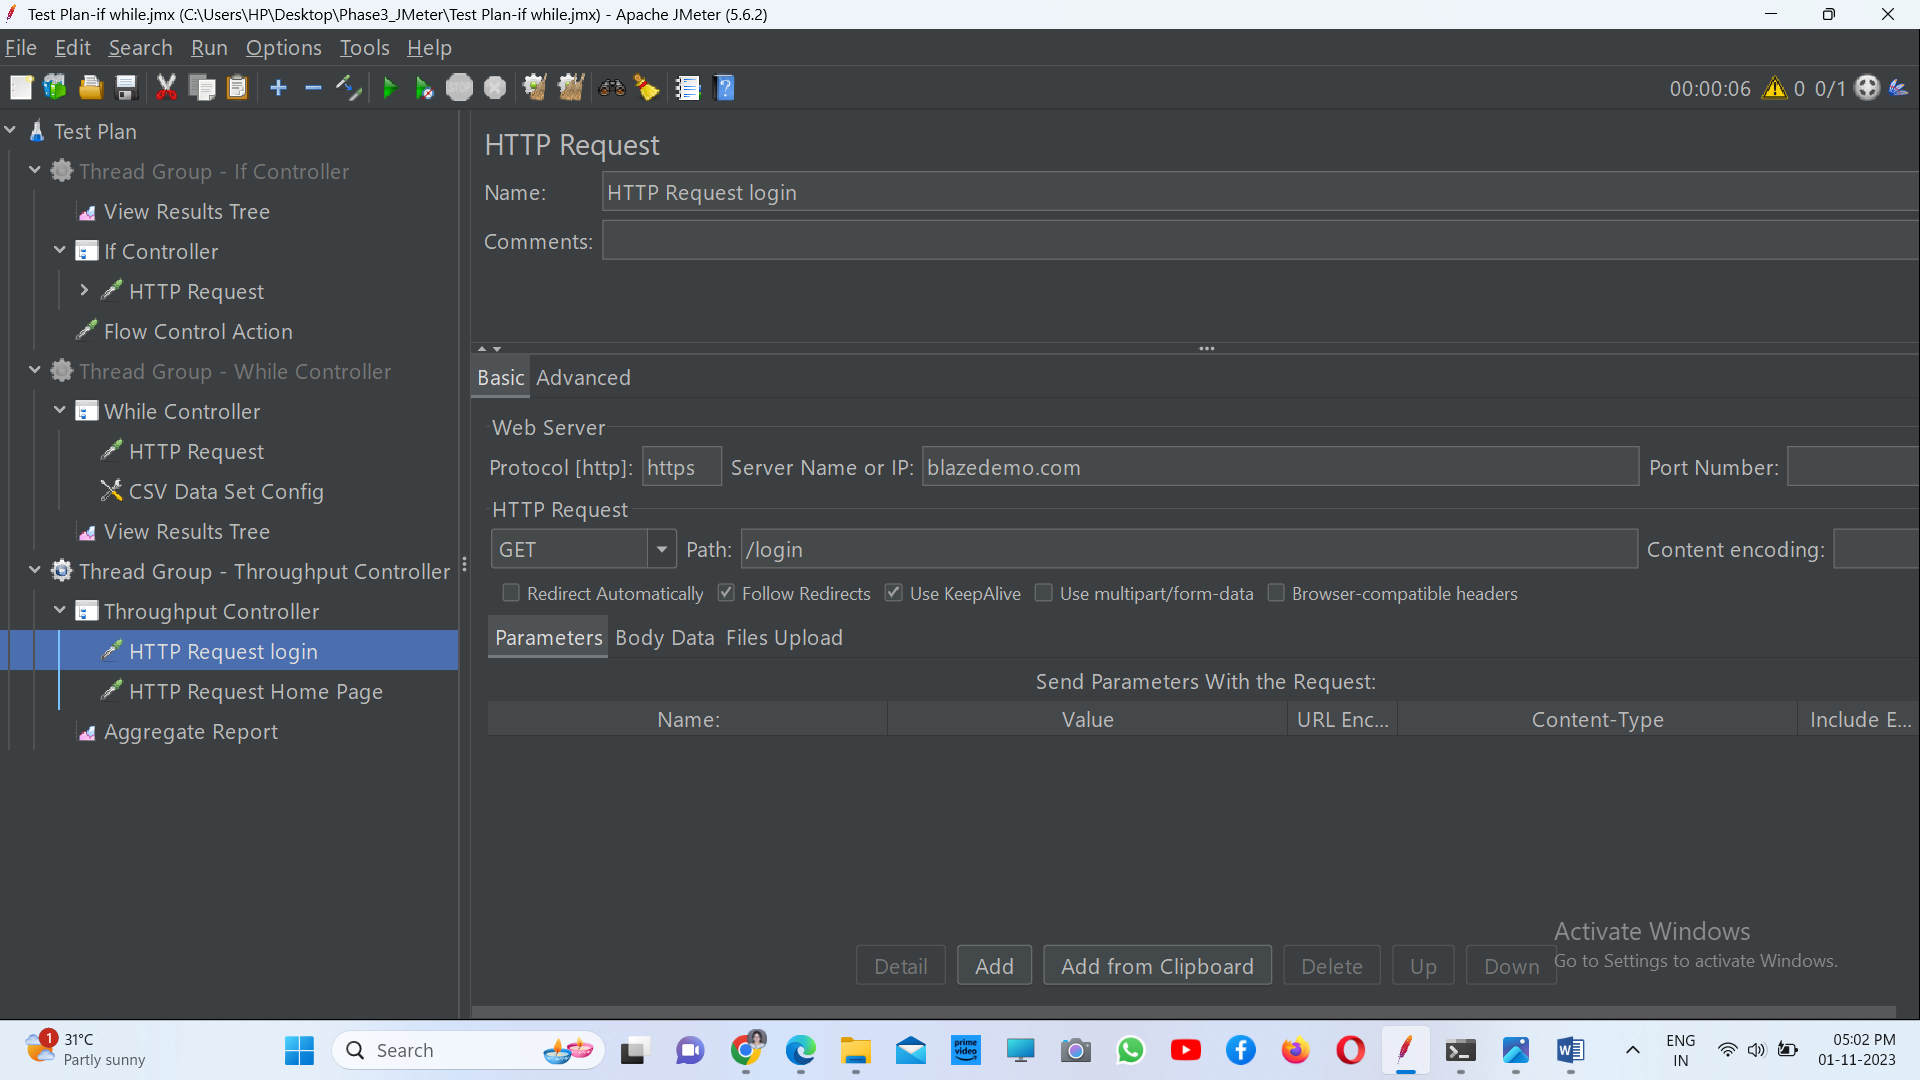 Test Plan-if while.jmx (C:\Users\HP\Desktop\Phase3_JMeter\Test Plan-if while.jmx) - Apache JMeter (5.6.2)
File Edit Search Run Options Tools Help
STOP
?
00:00:06 0 0/1
Test Plan
Thread Group - If Controller
View Results Tree
If Controller
HTTP Request
Flow Control Action
Thread Group - While Controller
While Controller
HTTP Request
CSV Data Set Config
View Results Tree
Thread Group - Throughput Controller
Throughput Controller
HTTP Request login
HTTP Request Home Page
Aggregate Report
HTTP Request
Name: HTTP Request login
Comments:
Basic Advanced
Web Server
Protocol [http]: https Server Name or IP: blazedemo.com Port Number:
HTTP Request
GET Path: /login Content encoding:
Redirect Automatically Follow Redirects Use KeepAlive Use multipart/form-data Browser-compatible headers
Parameters Body Data Files Upload
Send Parameters With the Request:
Name: Value URL Enc... Content-Type Include E...
Detail Add Add from Clipboard Delete Up Down
Activate Windows
Go to Settings to activate Windows.
1 31°C
Partly sunny
Search
prime video
W
ENG
IN
05:02 PM
01-11-2023